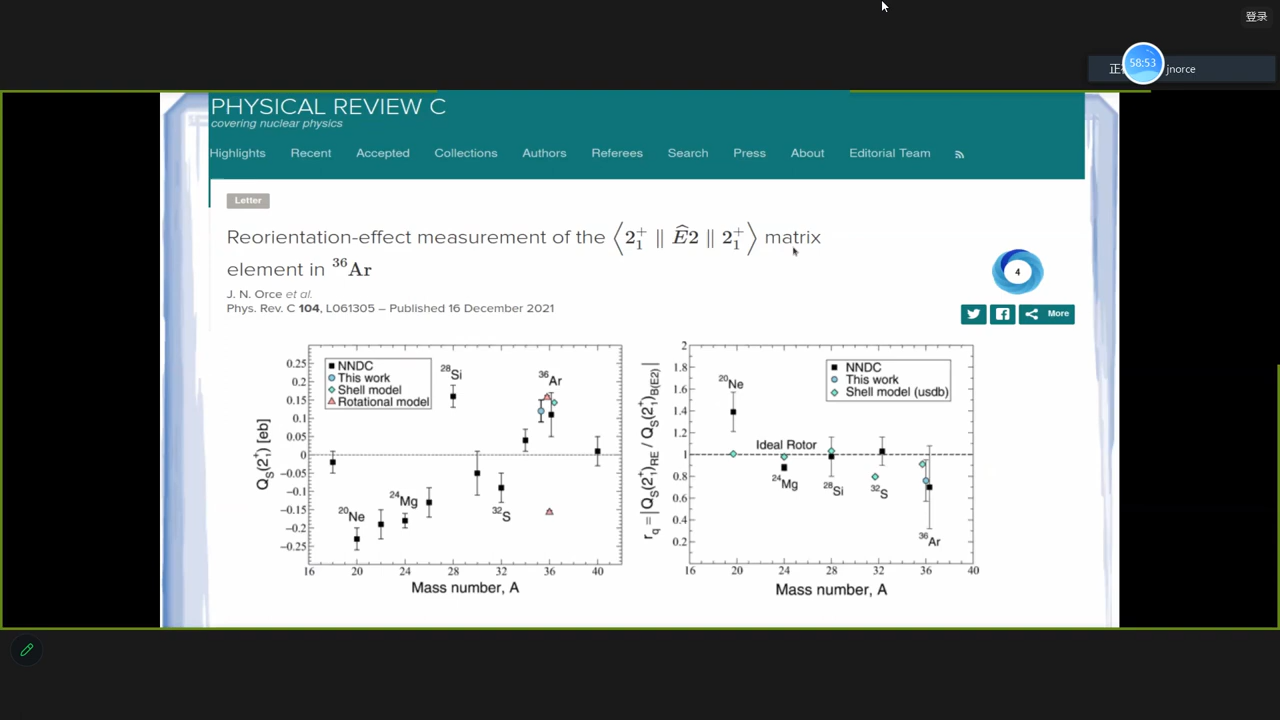 登录
58:53
jnorce
PHYSICAL REVIEW C
covering nuclear physics
Highlights Recent Accepted Collections Authors Referees Search Press About Editorial Team
Letter
Reorientation-effect measurement of the ⟨2₁⁺ ∥ Ê2 ∥ 2₁⁺⟩ matrix
element in ³⁶Ar
J. N. Orce et al.
Phys. Rev. C 104, L061305 – Published 16 December 2021
4
More
NNDC
This work
Shell model
Rotational model
²⁸Si
³⁶Ar
²⁰Ne
²⁴Mg
³²S
Q_S(2₁⁺) [eb]
0.25
0.2
0.15
0.1
0.05
0
−0.05
−0.1
−0.15
−0.2
−0.25
16 20 24 28 32 36 40
Mass number, A
NNDC
This work
Shell model (usdb)
²⁰Ne
Ideal Rotor
²⁴Mg
²⁸Si
³²S
³⁶Ar
r_q = |Q_S(2₁⁺)_RE / Q_S(2₁⁺)_B(E2)|
2
1.8
1.6
1.4
1.2
1
0.8
0.6
0.4
0.2
16 20 24 28 32 36 40
Mass number, A